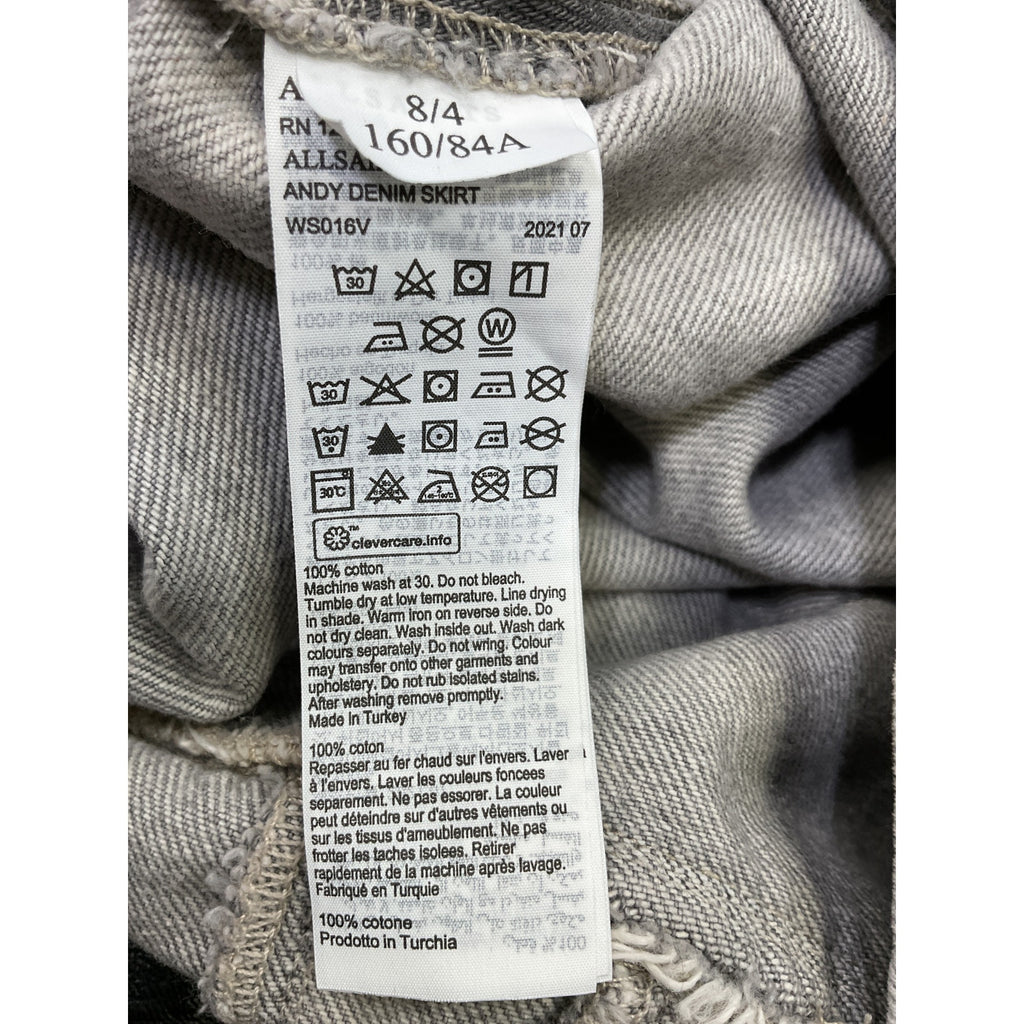 8/4
160/84A
RN
ANDY DENIM SKIRT
WS016V 2021 07
30
W
30
30
30°C
clevercare.info
100% cotton
Machine wash at 30. Do not bleach.
Tumble dry at low temperature. Line drying
in shade. Warm iron on reverse side. Do
not dry clean. Wash inside out. Wash dark
colours separately. Do not wring. Colour
may transfer onto other garments and
upholstery. Do not rub isolated stains.
After washing remove promptly.
Made in Turkey
100% coton
Repasser au fer chaud sur l'envers. Laver
à l'envers. Laver les couleurs foncees
separement. Ne pas essorer. La couleur
peut déteindre sur d'autres vêtements ou
sur les tissus d'ameublement. Ne pas
frotter les taches isolees. Retirer
rapidement de la machine après lavage.
Fabriqué en Turquie
100% cotone
Prodotto in Turchia